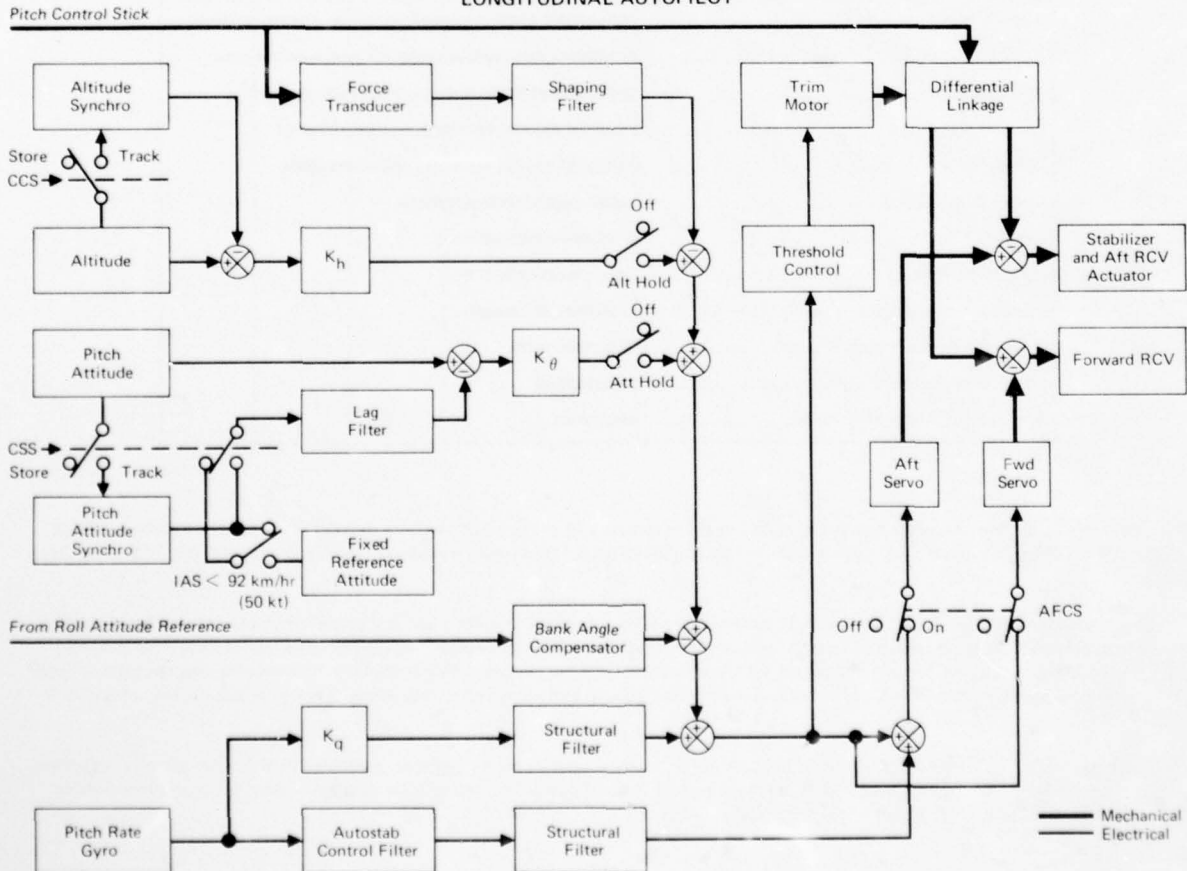 LONGITUDINAL AUTOPILOT
Pitch Control Stick
Altitude
Synchro
Force
Transducer
Shaping
Filter
Trim
Motor
Differential
Linkage
Store
Track
CCS
Off
Altitude
Kh
Alt Hold
Threshold
Control
Stabilizer
and Aft RCV
Actuator
Off
Pitch
Attitude
Kθ
Att Hold
Forward RCV
Lag
Filter
CSS
Store
Track
Aft
Servo
Fwd
Servo
Pitch
Attitude
Synchro
Fixed
Reference
Attitude
IAS < 92 km/hr
(50 kt)
From Roll Attitude Reference
Bank Angle
Compensator
Off
On
AFCS
Kq
Structural
Filter
Pitch Rate
Gyro
Autostab
Control Filter
Structural
Filter
Mechanical
Electrical